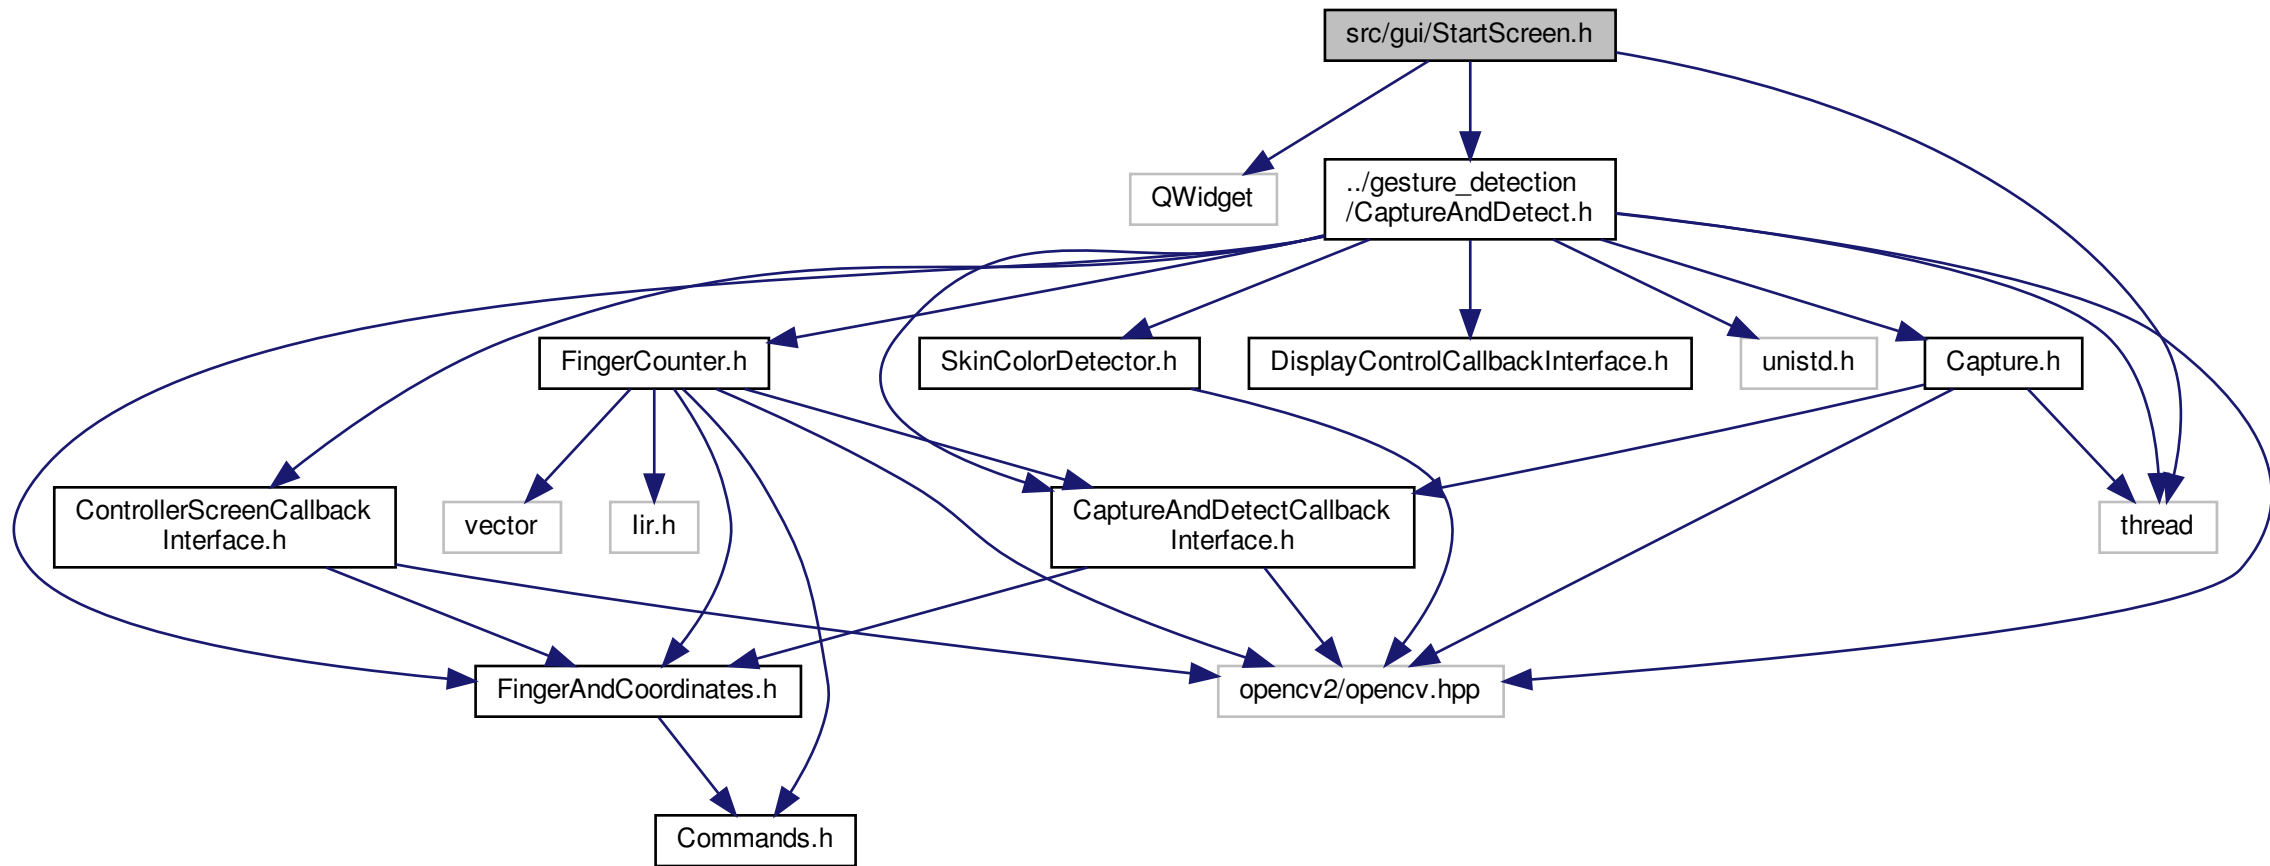 src/gui/StartScreen.h
QWidget
../gesture_detection
/CaptureAndDetect.h
FingerCounter.h
SkinColorDetector.h
DisplayControlCallbackInterface.h
unistd.h
Capture.h
ControllerScreenCallback
Interface.h
vector
lir.h
CaptureAndDetectCallback
Interface.h
thread
FingerAndCoordinates.h
opencv2/opencv.hpp
Commands.h